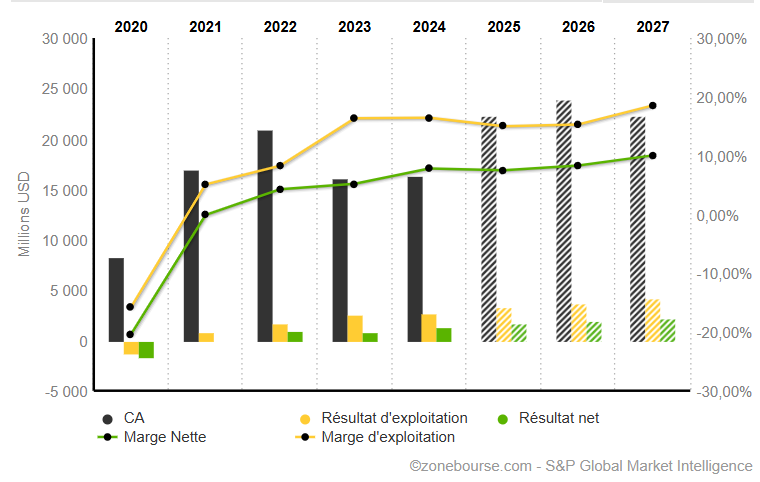 2020 2021 2022 2023 2024 2025 2026 2027
30 000 30,00%
25 000 20,00%
20 000 10,00%
15 000 0,00%
10 000 -10,00%
5 000 -20,00%
0 -30,00%
-5 000
Millions USD
CA Résultat d'exploitation Résultat net
Marge Nette Marge d'exploitation
©zonebourse.com - S&P Global Market Intelligence